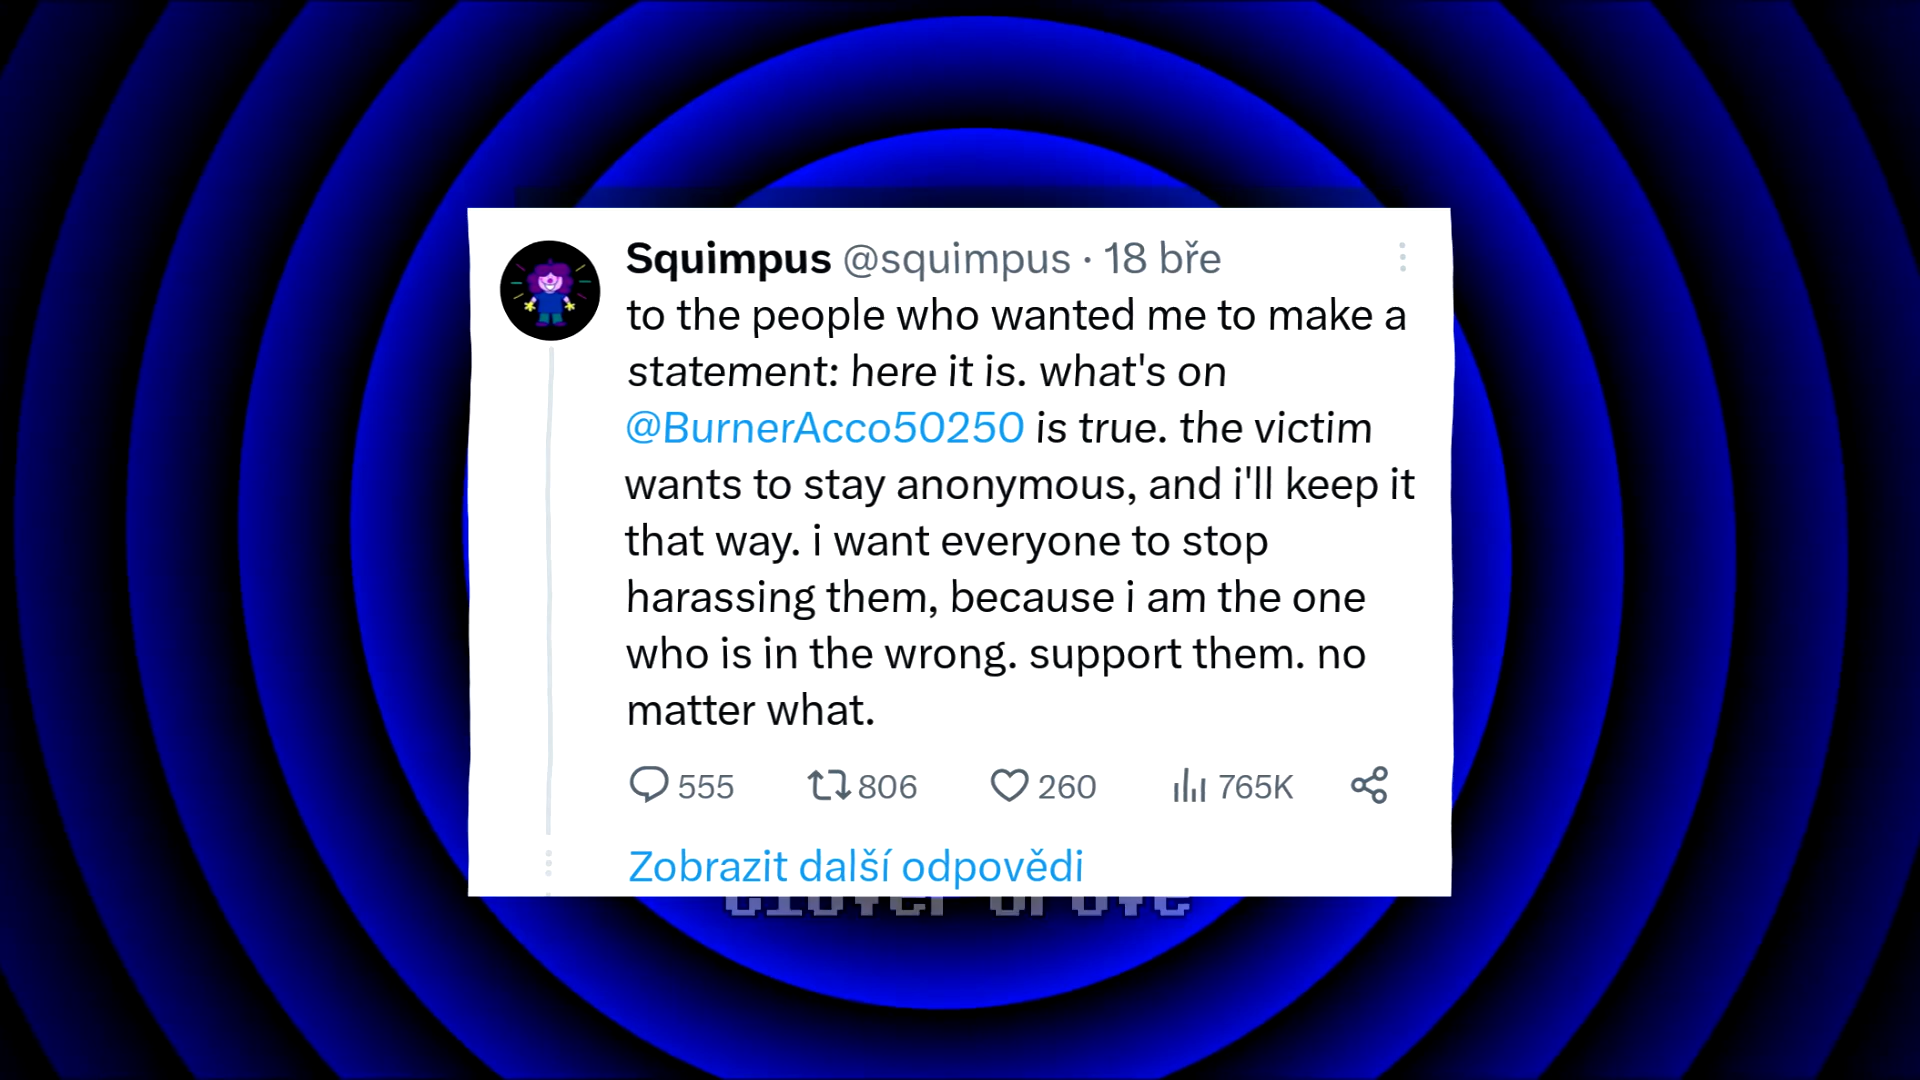 Squimpus @squimpus · 18 bře
to the people who wanted me to make a
statement: here it is. what's on
@BurnerAcco50250 is true. the victim
wants to stay anonymous, and i'll keep it
that way. i want everyone to stop
harassing them, because i am the one
who is in the wrong. support them. no
matter what.
555 806 260 765K
Zobrazit další odpovědi